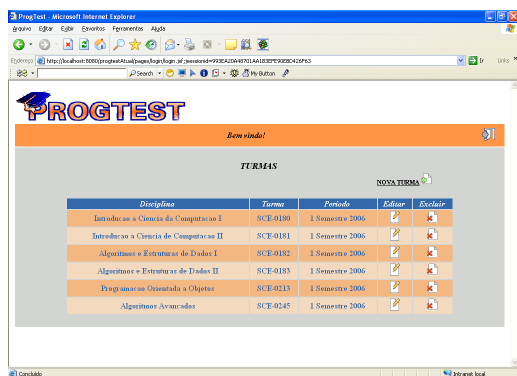 ProgTest - Microsoft Internet Explorer
Arquivo Editar Exibir Favoritos Ferramentas Ajuda
Endereço http://localhost:8080/progtestAtual/pages/login/login.jsf;jsessionid=993EA20A48701AA1B3EFE90EBD426F63 Ir Links
Search My Button
PROGTEST
Bem vindo!
TURMAS
NOVA TURMA
Disciplina Turma Periodo Editar Excluir
Introducao a Ciencia da Computacao I SCE-0180 1 Semestre 2006
Introducao a Ciencia de Computacao II SCE-0181 1 Semestre 2006
Algoritmos e Estruturas de Dados I SCE-0182 1 Semestre 2006
Algoritmos e Estruturas de Dados II SCE-0183 1 Semestre 2006
Programacao Orientada a Objetos SCE-0213 1 Semestre 2006
Algoritmos Avancados SCE-0245 1 Semestre 2006
Concluído Intranet local